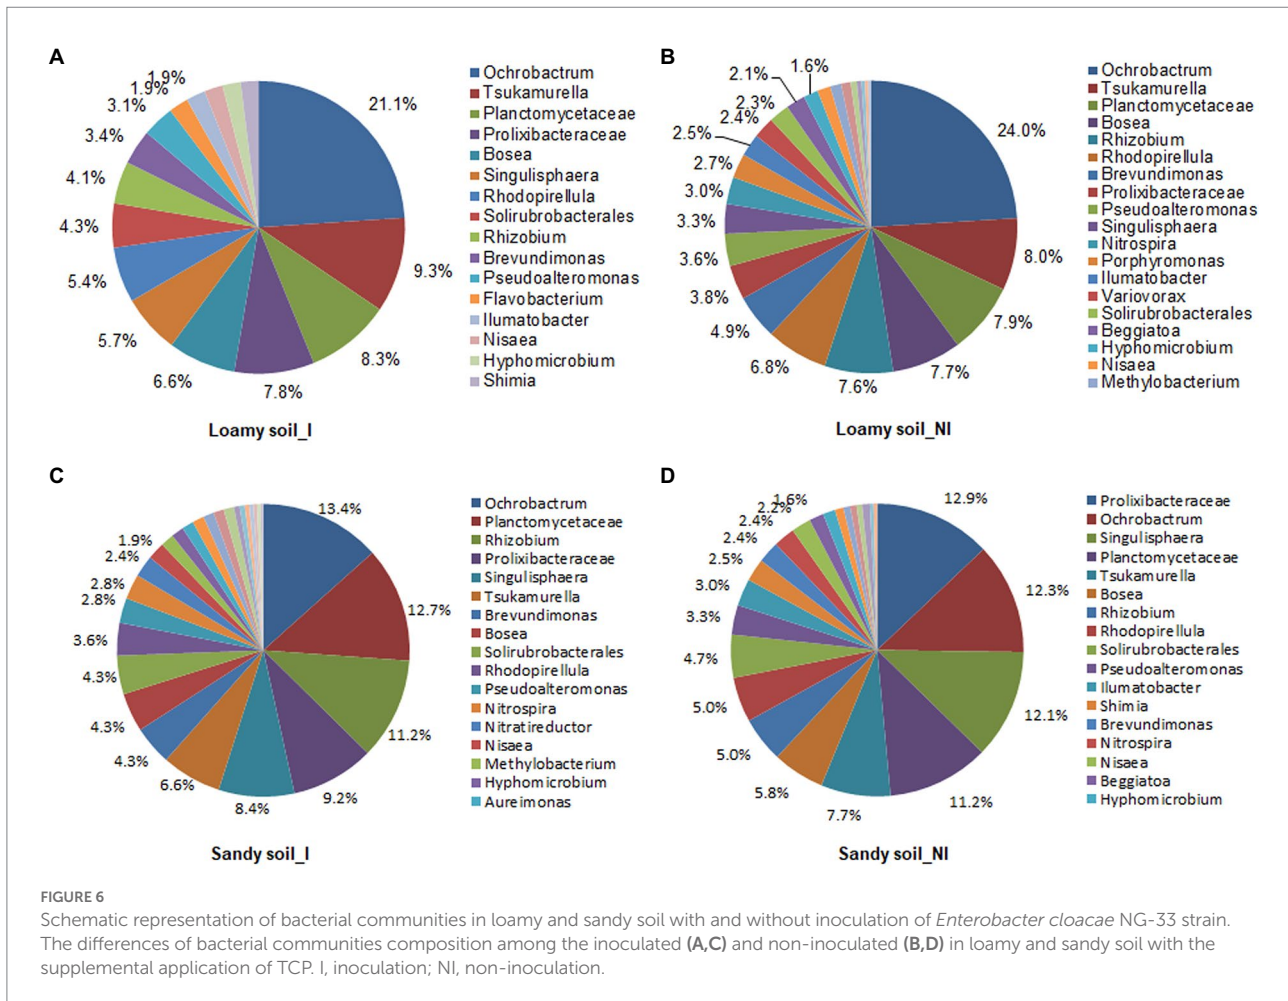 A
21.1%
9.3%
8.3%
7.8%
6.6%
5.7%
5.4%
4.3%
4.1%
3.4%
3.1%
1.9%
1.9%
Ochrobactrum
Tsukamurella
Planctomycetaceae
Prolixibacteraceae
Bosea
Singulisphaera
Rhodopirellula
Solirubrobacterales
Rhizobium
Brevundimonas
Pseudoalteromonas
Flavobacterium
Ilumatobacter
Nisaea
Hyphomicrobium
Shimia
Loamy soil_I
B
24.0%
8.0%
7.9%
7.7%
7.6%
6.8%
4.9%
3.8%
3.6%
3.3%
3.0%
2.7%
2.5%
2.4%
2.3%
2.1%
1.6%
Ochrobactrum
Tsukamurella
Planctomycetaceae
Bosea
Rhizobium
Rhodopirellula
Brevundimonas
Prolixibacteraceae
Pseudoalteromonas
Singulisphaera
Nitrospira
Porphyromonas
Ilumatobacter
Variovorax
Solirubrobacterales
Beggiatoa
Hyphomicrobium
Nisaea
Methylobacterium
Loamy soil_NI
C
13.4%
12.7%
11.2%
9.2%
8.4%
6.6%
4.3%
4.3%
4.3%
3.6%
2.8%
2.8%
2.4%
1.9%
Ochrobactrum
Planctomycetaceae
Rhizobium
Prolixibacteraceae
Singulisphaera
Tsukamurella
Brevundimonas
Bosea
Solirubrobacterales
Rhodopirellula
Pseudoalteromonas
Nitrospira
Nitratireductor
Nisaea
Methylobacterium
Hyphomicrobium
Aureimonas
Sandy soil_I
D
12.9%
12.3%
12.1%
11.2%
7.7%
5.8%
5.0%
5.0%
4.7%
3.3%
3.0%
2.5%
2.4%
2.4%
2.2%
1.6%
Prolixibacteraceae
Ochrobactrum
Singulisphaera
Planctomycetaceae
Tsukamurella
Bosea
Rhizobium
Rhodopirellula
Solirubrobacterales
Pseudoalteromonas
Ilumatobacter
Shimia
Brevundimonas
Nitrospira
Nisaea
Beggiatoa
Hyphomicrobium
Sandy soil_NI
FIGURE 6
Schematic representation of bacterial communities in loamy and sandy soil with and without inoculation of Enterobacter cloacae NG-33 strain.
The differences of bacterial communities composition among the inoculated (A,C) and non-inoculated (B,D) in loamy and sandy soil with the
supplemental application of TCP. I, inoculation; NI, non-inoculation.